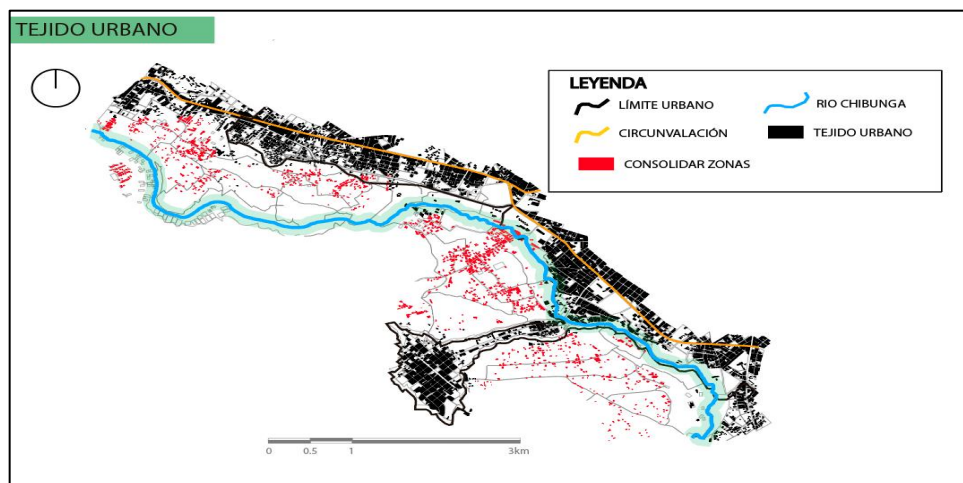 TEJIDO URBANO
LEYENDA
LÍMITE URBANO
RIO CHIBUNGA
CIRCUNVALACIÓN
TEJIDO URBANO
CONSOLIDAR ZONAS
0 0.5 1 3km